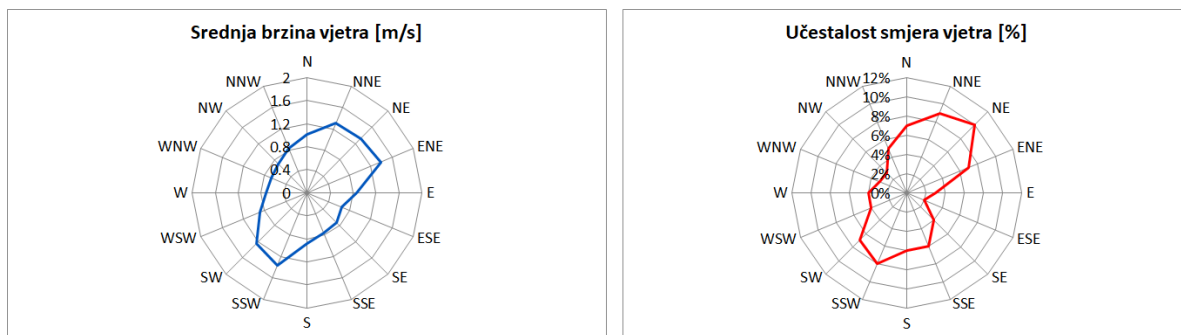 Srednja brzina vjetra [m/s]
N
NNE
NE
ENE
E
ESE
SE
SSE
S
SSW
SW
WSW
W
WNW
NW
NNW
2
1.6
1.2
0.8
0.4
0
Učestalost smjera vjetra [%]
N
NNE
NE
ENE
E
ESE
SE
SSE
S
SSW
SW
WSW
W
WNW
NW
NNW
12%
10%
8%
6%
4%
2%
0%